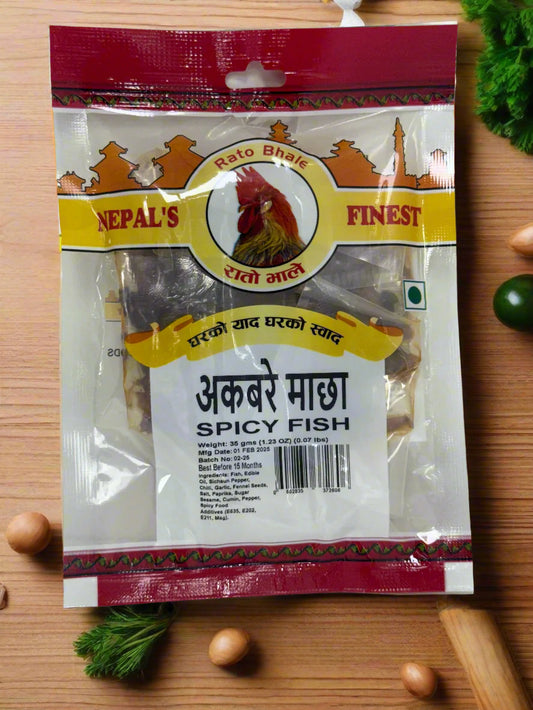 Rato Bhale
NEPAL'S FINEST
रातो भाले
घरको याद घरको स्वाद
अकबरे माछा
SPICY FISH
Weight: 35 gms (1.23 OZ) (0.07 lbs)
Mfg Date: 01 FEB 2025
Batch No: 02-25
Best Before 15 Months
Ingredients: Fish, Edible
Oil, Sichaun Pepper,
Chili, Garlic, Fennel Seeds,
Salt, Paprika, Sugar
Sesame, Cumin, Pepper,
Spicy Food
Additives (E635, E202,
E211, Msg).